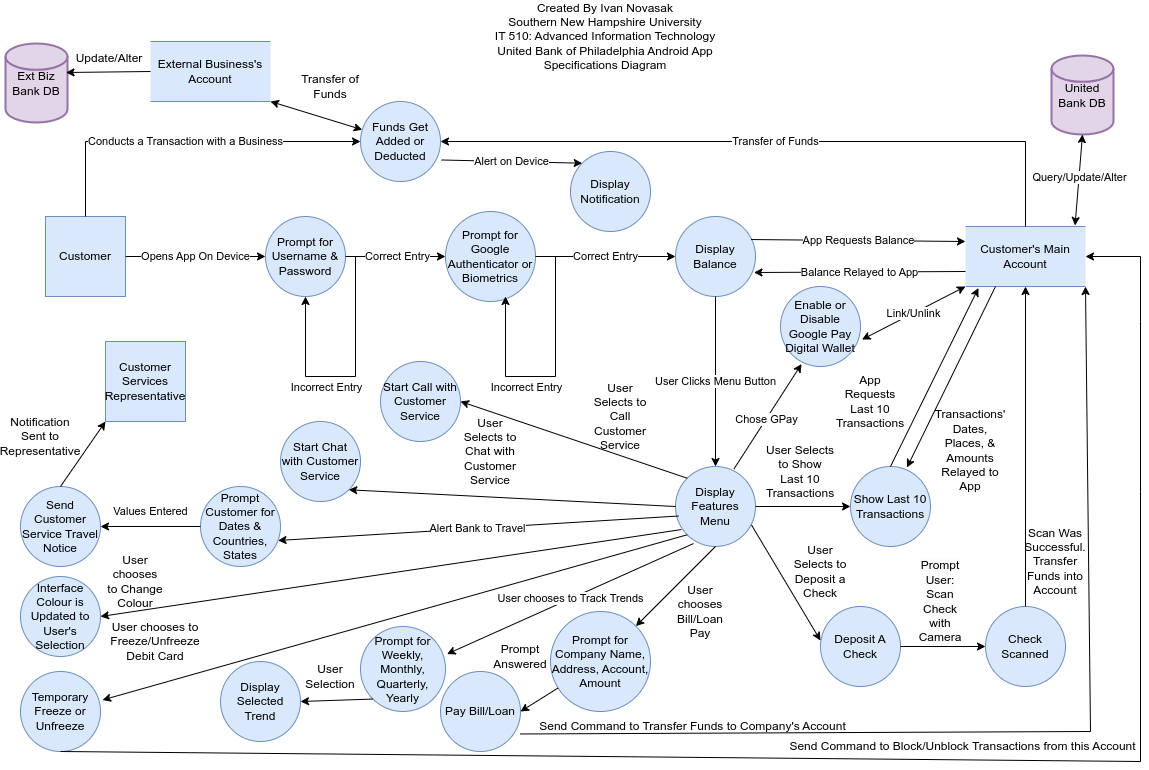 Created By Ivan Novasak
Southern New Hampshire University
IT 510: Advanced Information Technology
United Bank of Philadelphia Android App
Specifications Diagram
Ext Biz
Bank DB
Update/Alter
External Business's
Account
Transfer of
Funds
Funds Get
Added or
Deducted
Conducts a Transaction with a Business
Transfer of Funds
Alert on Device
Display
Notification
United
Bank DB
Query/Update/Alter
Customer
Opens App On Device
Prompt for
Username &
Password
Correct Entry
Incorrect Entry
Prompt for
Google
Authenticator or
Biometrics
Correct Entry
Incorrect Entry
Display
Balance
App Requests Balance
Balance Relayed to App
Customer's Main
Account
Enable or
Disable
Google Pay
Digital Wallet
Link/Unlink
User Clicks Menu Button
Chose GPay
Customer
Services
Representative
Notification
Sent to
Representative
Start Call with
Customer
Service
User
Selects to
Call
Customer
Service
User
Selects to
Chat with
Customer
Service
Start Chat
with Customer
Service
App
Requests
Last 10
Transactions
Transactions'
Dates,
Places, &
Amounts
Relayed to
App
User Selects
to Show
Last 10
Transactions
Display
Features
Menu
Show Last 10
Transactions
Send
Customer
Service Travel
Notice
Values Entered
Prompt
Customer for
Dates &
Countries,
States
Alert Bank to Travel
User
chooses
to Change
Colour
Interface
Colour is
Updated to
User's
Selection
User chooses to
Freeze/Unfreeze
Debit Card
Temporary
Freeze or
Unfreeze
User chooses to Track Trends
Prompt for
Weekly,
Monthly,
Quarterly,
Yearly
User
Selection
Display
Selected
Trend
User
chooses
Bill/Loan
Pay
Prompt for
Company Name,
Address, Account,
Amount
Prompt
Answered
Pay Bill/Loan
User
Selects to
Deposit a
Check
Deposit A
Check
Prompt
User:
Scan
Check
with
Camera
Check
Scanned
Scan Was
Successful.
Transfer
Funds into
Account
Send Command to Transfer Funds to Company's Account
Send Command to Block/Unblock Transactions from this Account